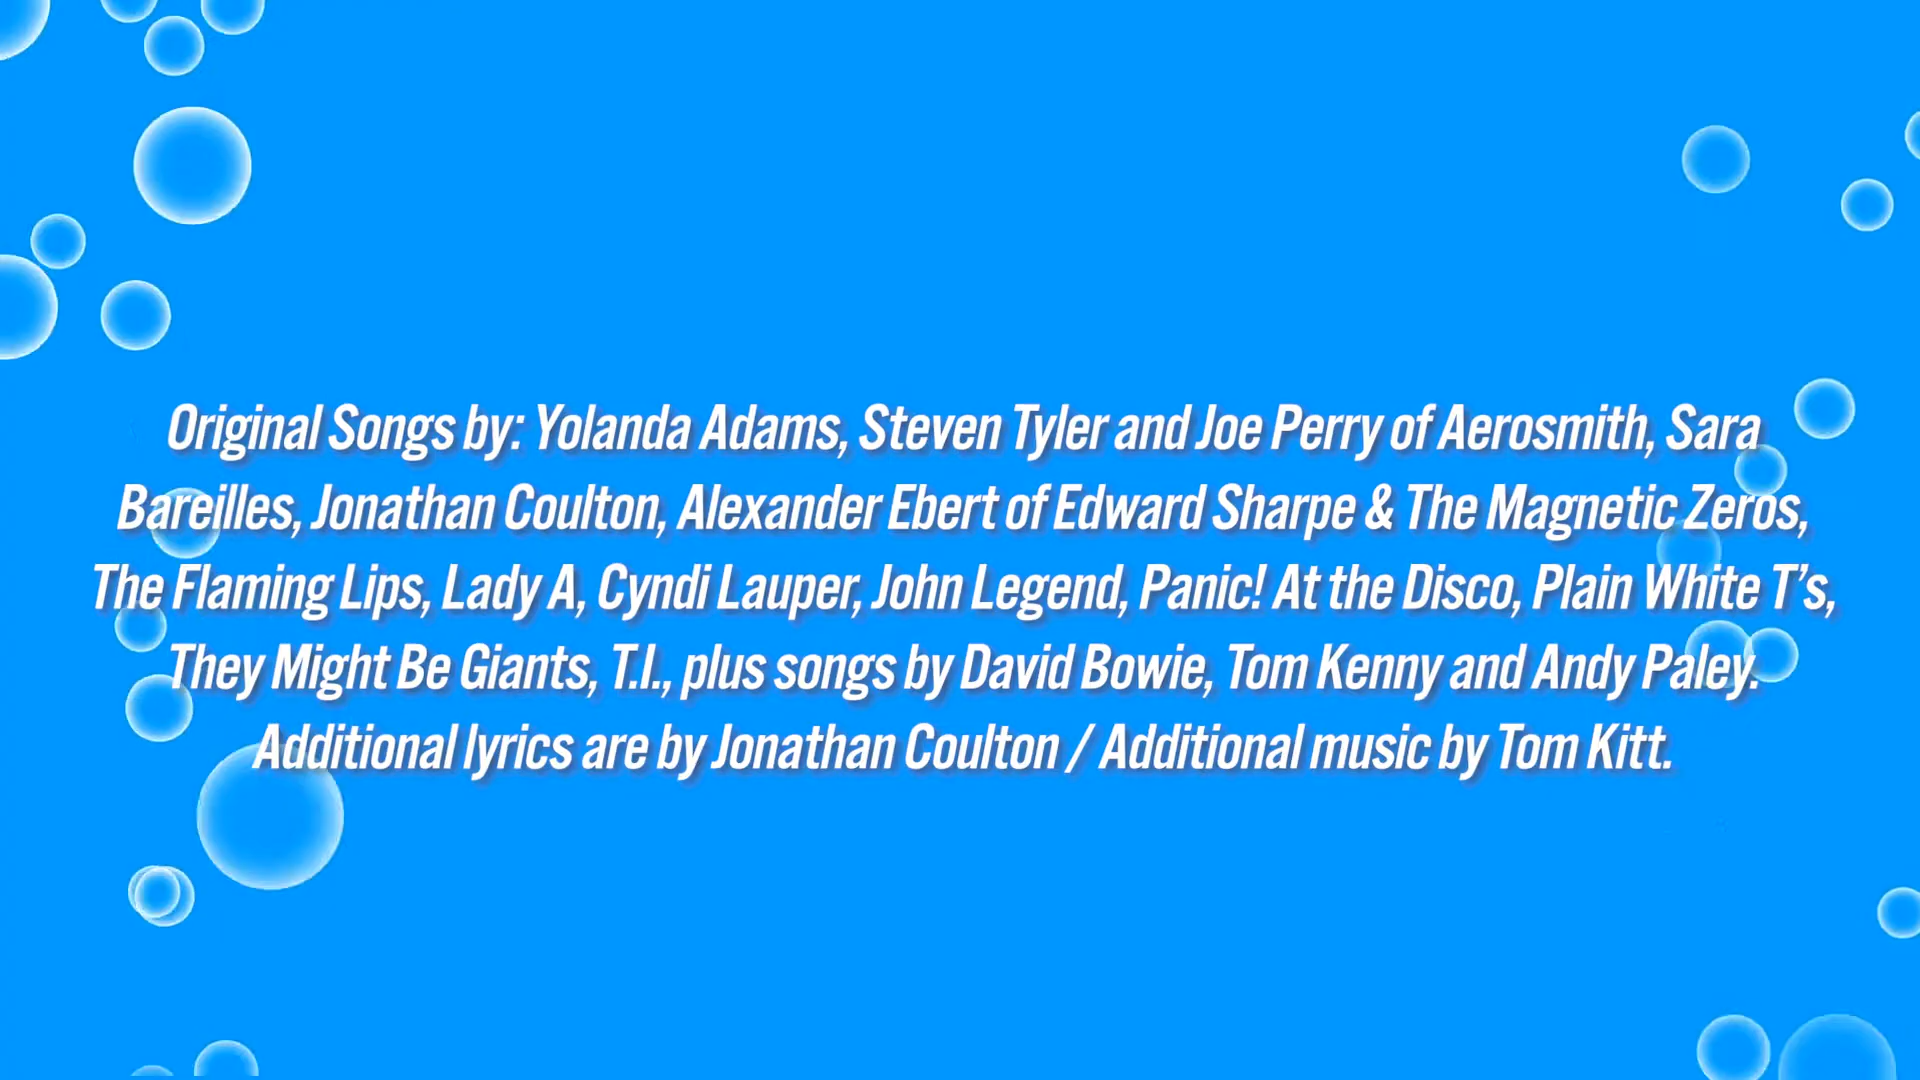 Original Songs by: Yolanda Adams, Steven Tyler and Joe Perry of Aerosmith, Sara
Bareilles, Jonathan Coulton, Alexander Ebert of Edward Sharpe & The Magnetic Zeros,
The Flaming Lips, Lady A, Cyndi Lauper, John Legend, Panic! At the Disco, Plain White T’s,
They Might Be Giants, T.I., plus songs by David Bowie, Tom Kenny and Andy Paley.
Additional lyrics are by Jonathan Coulton / Additional music by Tom Kitt.